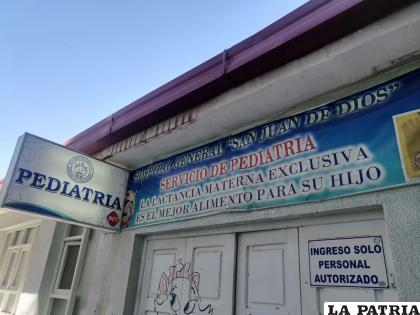 HOSPITAL GENERAL "SAN JUAN DE DIOS"
SERVICIO DE PEDIATRIA
LA LACTANCIA MATERNA EXCLUSIVA
ES EL MEJOR ALIMENTO PARA SU HIJO
PEDIATRIA
INGRESO SOLO
PERSONAL
AUTORIZADO
LA PATRIA